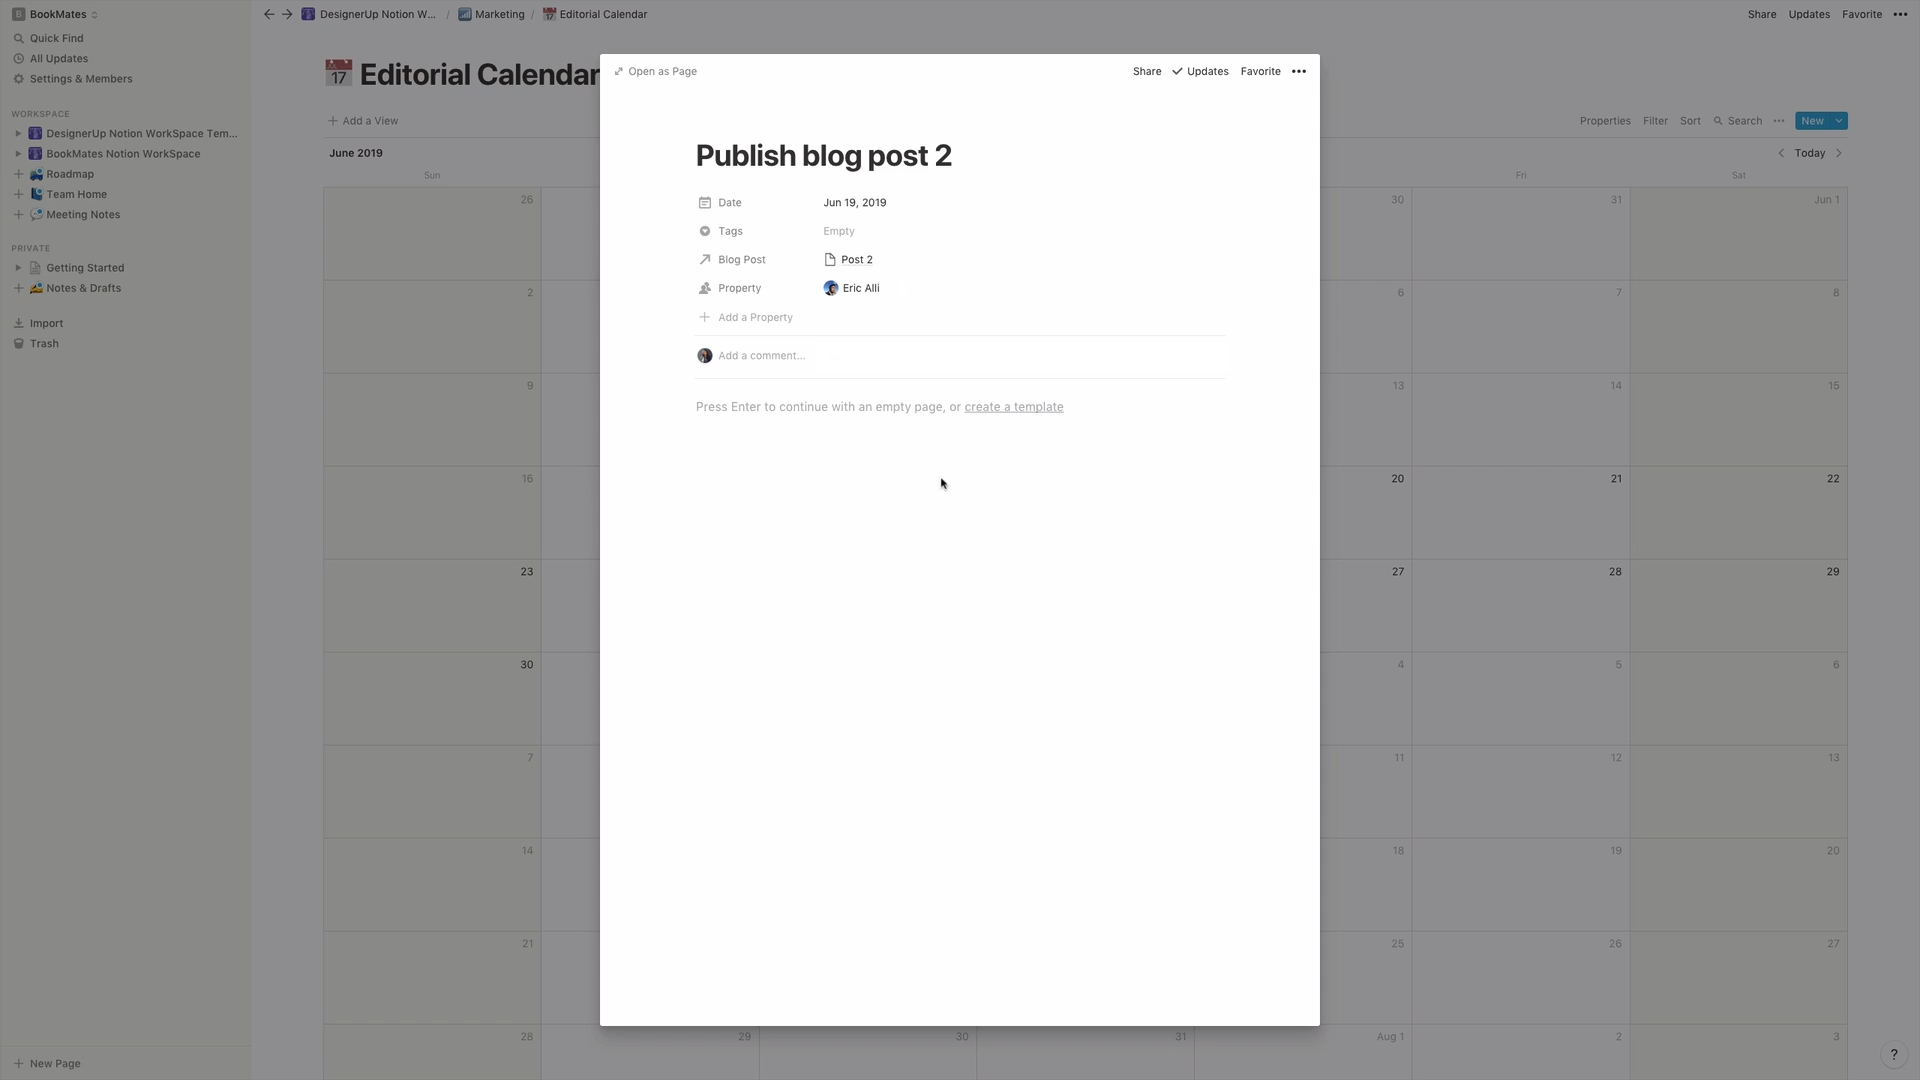 BookMates
Quick Find
All Updates
Settings & Members
WORKSPACE
DesignerUp Notion WorkSpace Tem...
BookMates Notion WorkSpace
Roadmap
Team Home
Meeting Notes
PRIVATE
Getting Started
Notes & Drafts
Import
Trash
New Page
DesignerUp Notion W... / Marketing / Editorial Calendar
Share Updates Favorite
17 Editorial Calendar
Add a View
Properties Filter Sort Search New
June 2019
Today
Sun Fri Sat
26 30 31 Jun 1
2 6 7 8
9 13 14 15
16 20 21 22
23 27 28 29
30 4 5 6
7 11 12 13
14 18 19 20
21 25 26 27
28 29 30 31 Aug 1 2 3
Open as Page
Share Updates Favorite
Publish blog post 2
Date Jun 19, 2019
Tags Empty
Blog Post Post 2
Property Eric Alli
Add a Property
Add a comment...
Press Enter to continue with an empty page, or create a template
?